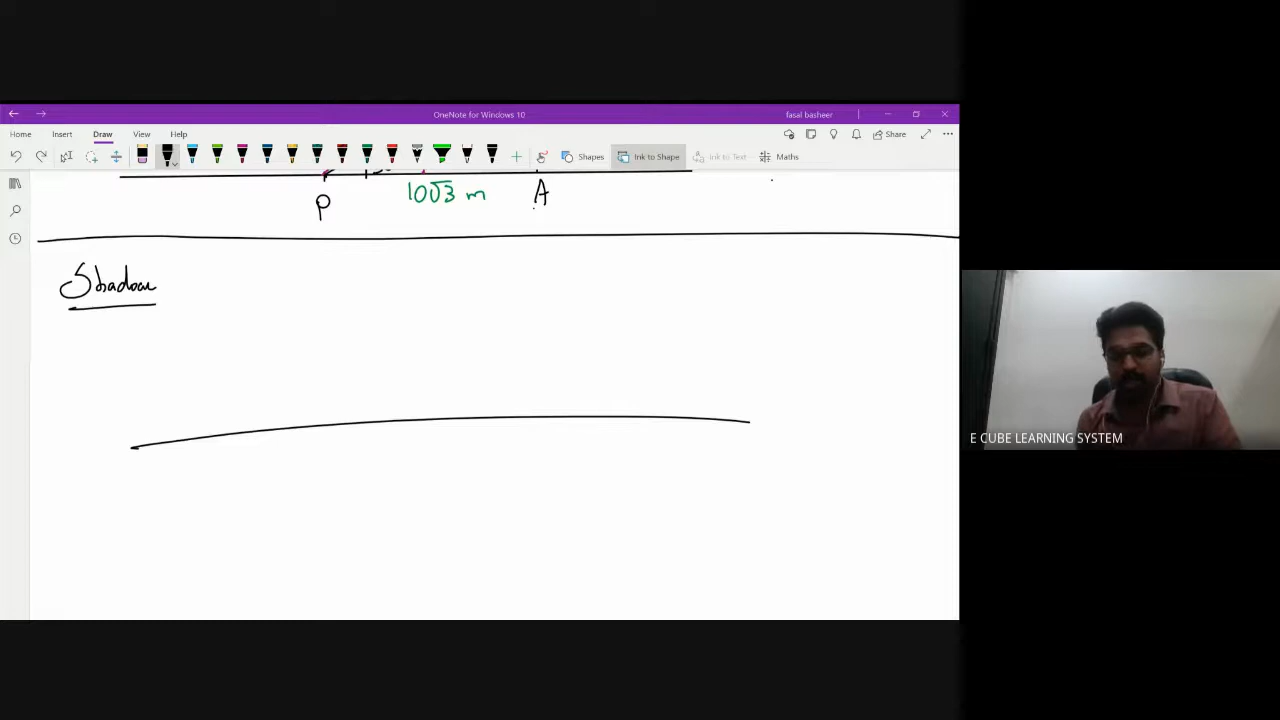 OneNote for Windows 10
fasal basheer
Home Insert Draw View Help
Share
Shapes Ink to Shape Ink to Text Maths
P 10√3 m A
Shadow
E CUBE LEARNING SYSTEM